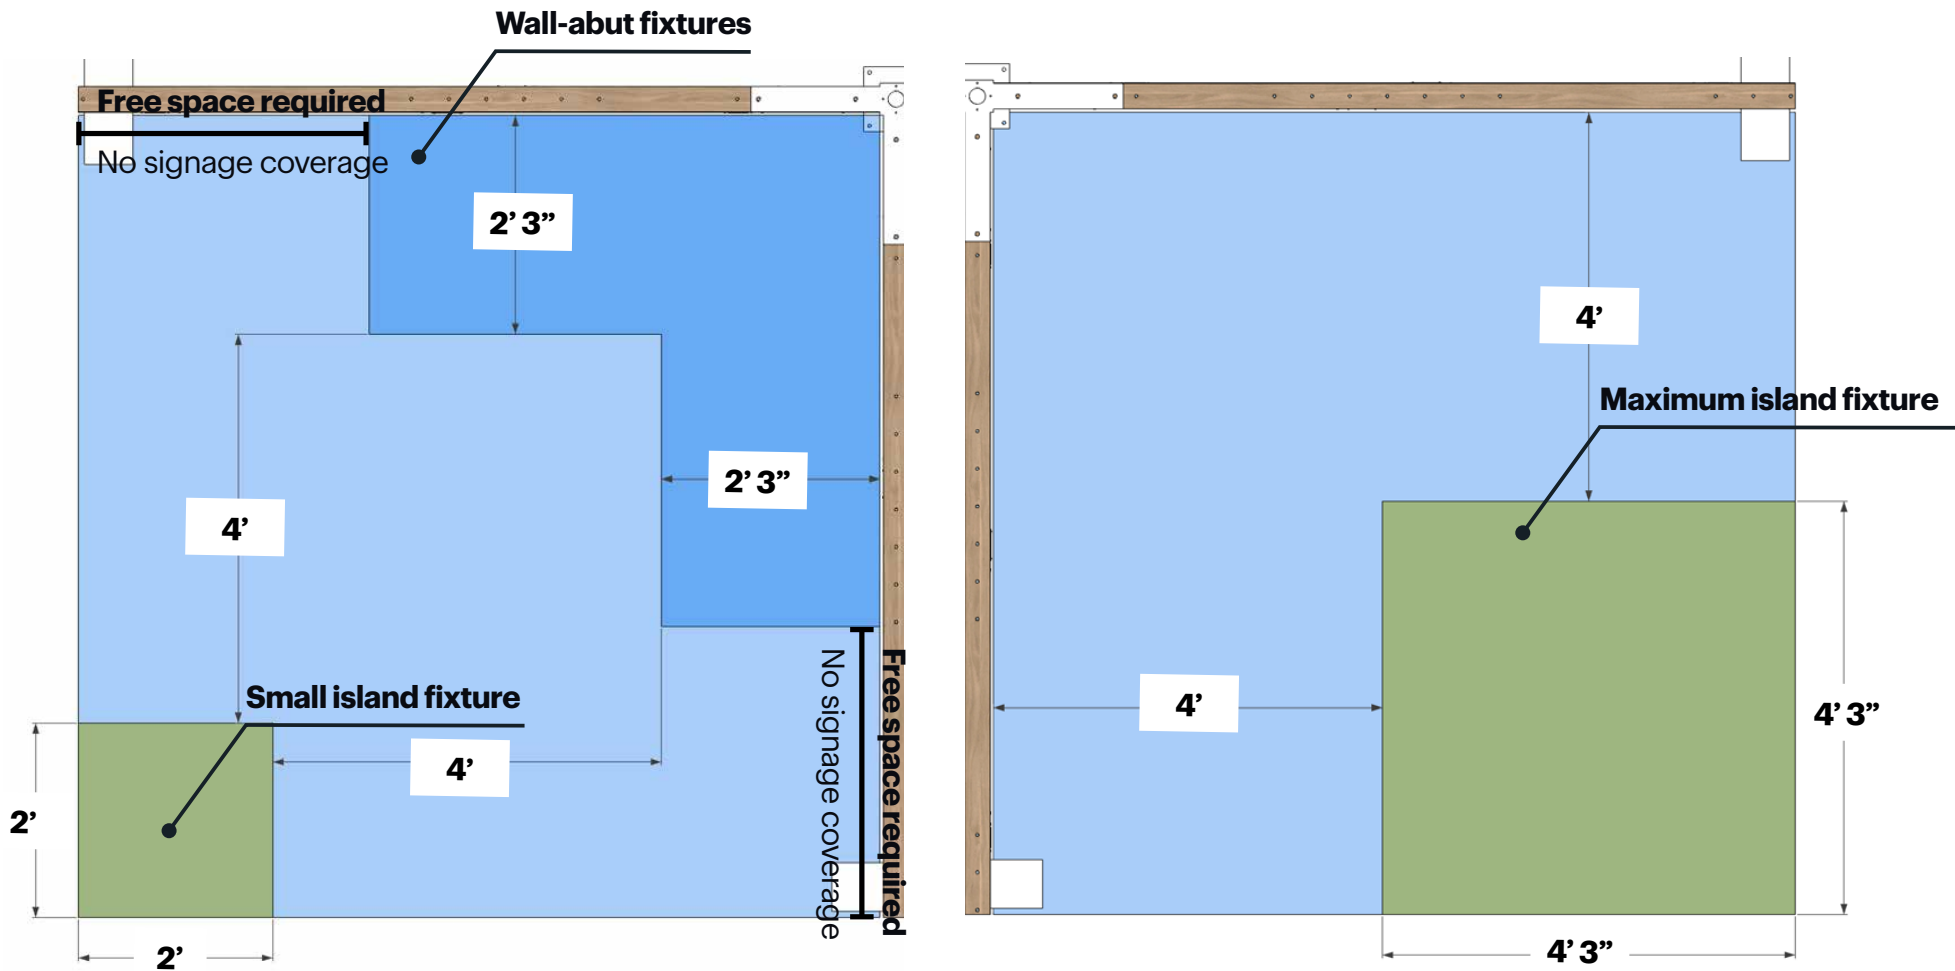 Wall-abut fixtures
Free space required
No signage coverage
2’ 3”
2’ 3”
4’
Small island fixture
4’
2’
2’
Free space required
No signage coverage
4’
Maximum island fixture
4’
4’ 3”
4’ 3”